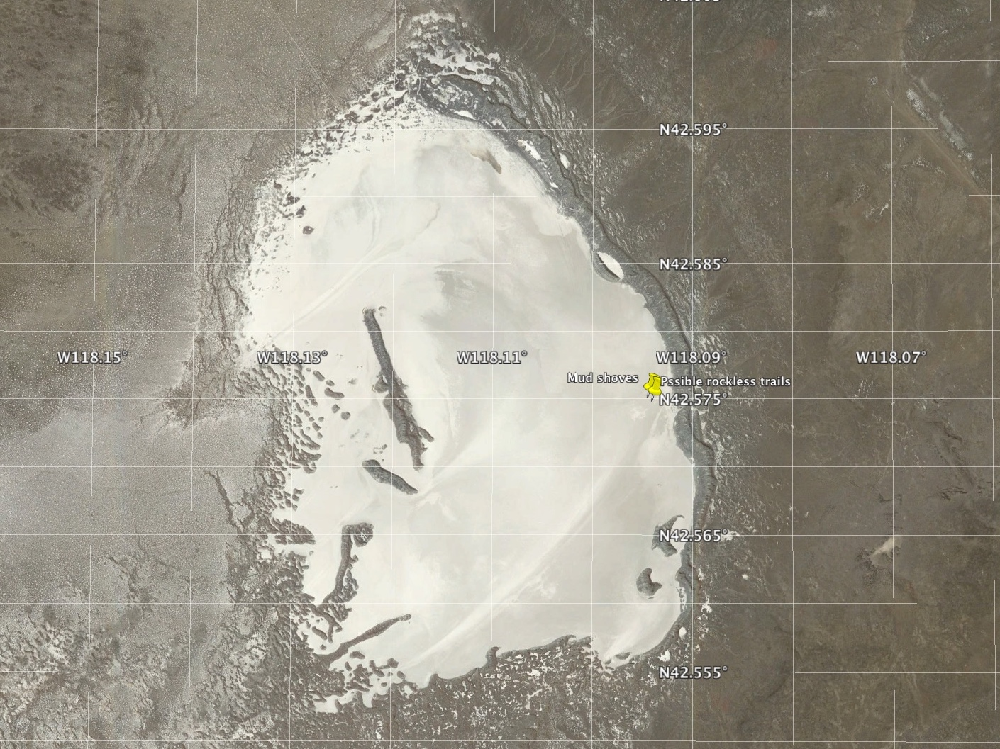 N42.595°
N42.585°
W118.15°
W118.13°
W118.11°
W118.09°
W118.07°
Mud shoves
Pssible rockless trails
N42.575°
N42.565°
N42.555°